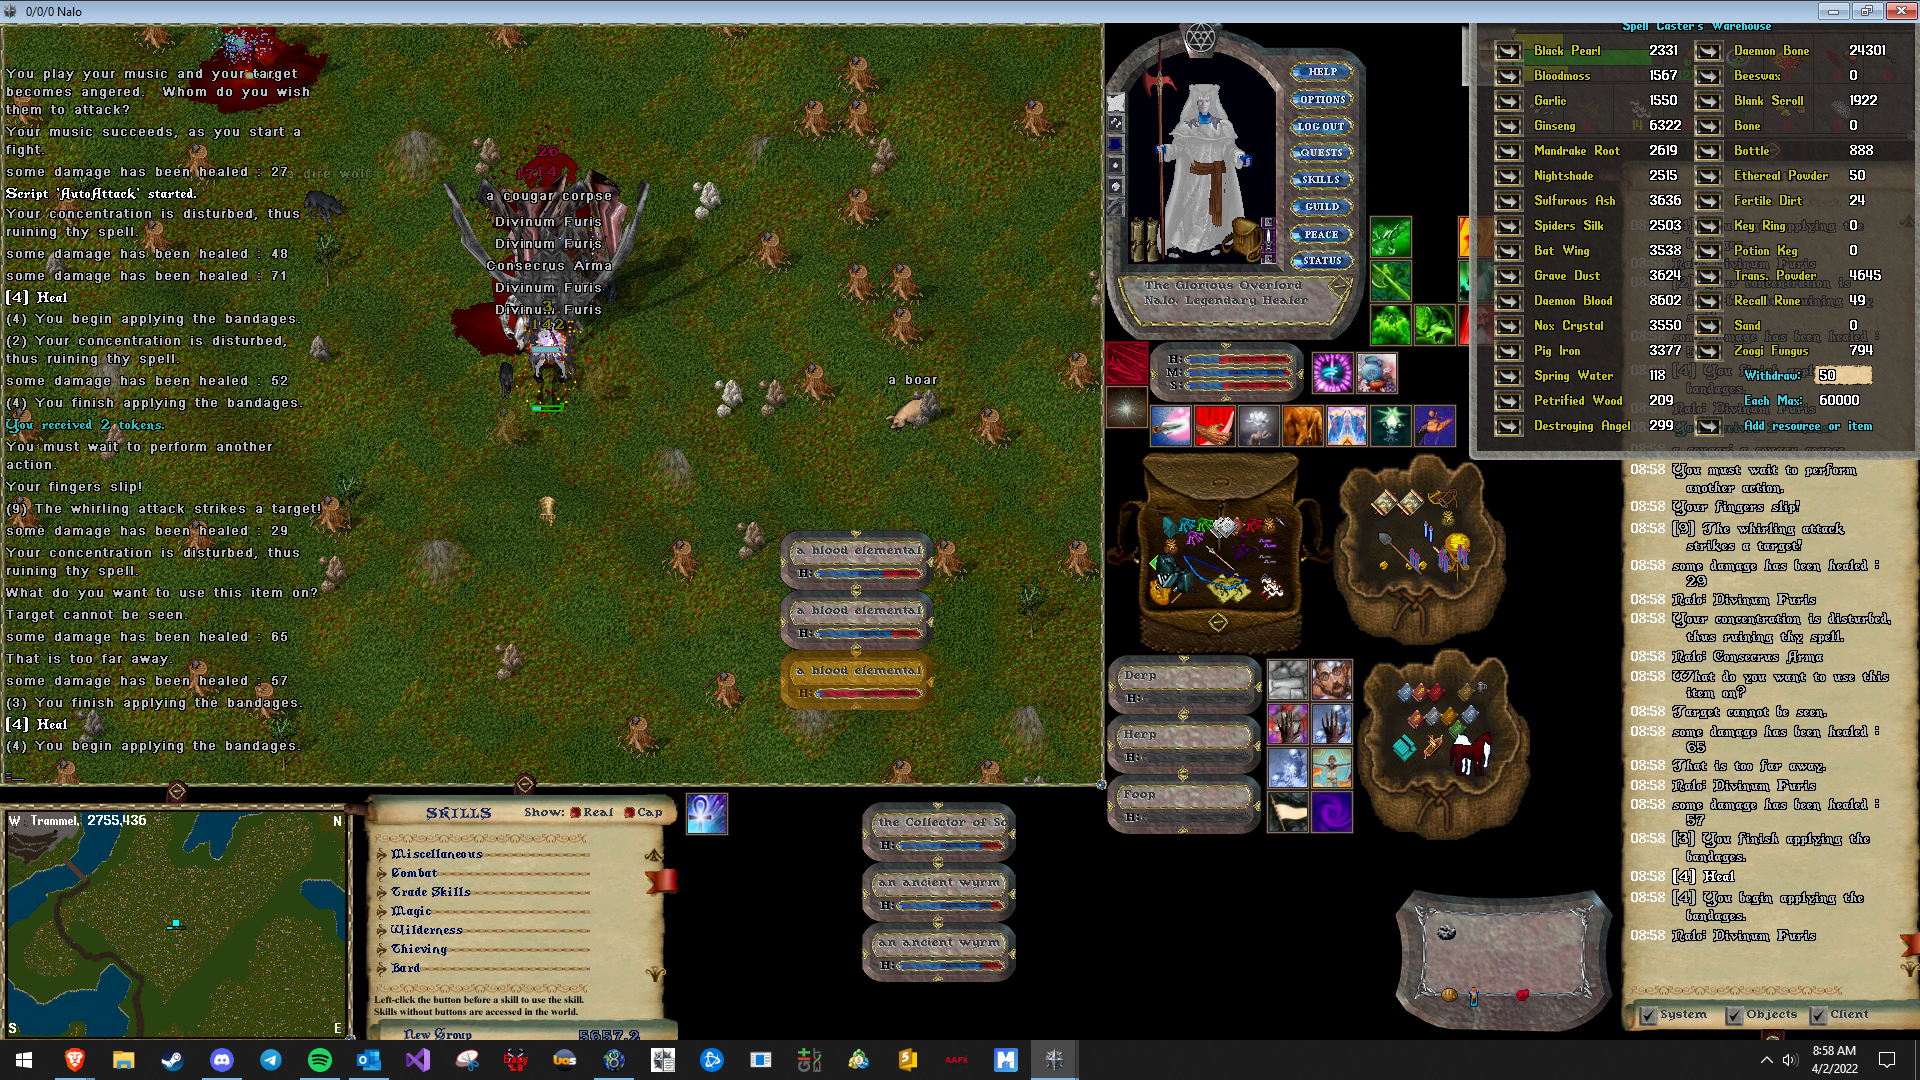 0/0/0 Nalo
You play your music and your target
becomes angered.  Whom do you wish
them to attack?
Your music succeeds, as you start a
fight.
some damage has been healed : 27
a dire wolf
Script 'AutoAttack' started.
Your concentration is disturbed, thus
ruining thy spell.
some damage has been healed : 48
some damage has been healed : 71
[4] Heal
(4) You begin applying the bandages.
(2) Your concentration is disturbed,
thus ruining thy spell.
some damage has been healed : 52
(4) You finish applying the bandages.
You received 2 tokens.
You must wait to perform another
action.
Your fingers slip!
(9) The whirling attack strikes a target!
some damage has been healed : 29
Your concentration is disturbed, thus
ruining thy spell.
What do you want to use this item on?
Target cannot be seen.
some damage has been healed : 65
That is too far away.
some damage has been healed : 57
(3) You finish applying the bandages.
[4] Heal
(4) You begin applying the bandages.
26
a cougar corpse
Divinum Furis
Divinum Furis
Consecrus Arma
Divinum Furis
Divinum Furis
3
142
a boar
a blood elemental
H:
a blood elemental
H:
a blood elemental
H:
HELP
OPTIONS
LOG OUT
QUESTS
SKILLS
GUILD
PEACE
STATUS
The Glorious Overlord
Nalo, Legendary Healer
H:
M:
S:
Spell Caster's Warehouse
Black Pearl 2331 Daemon Bone 24301
Bloodmoss 1567 Beeswax 0
Garlic 1550 Blank Scroll 1922
Ginseng 6322 Bone 0
Mandrake Root 2619 Bottle 888
Nightshade 2515 Ethereal Powder 50
Sulfurous Ash 3636 Fertile Dirt 24
Spiders Silk 2503 Key Ring 0
Bat Wing 3538 Potion Keg 0
Grave Dust 3624 Trans. Powder 4645
Daemon Blood 8602 Recall Rune 49
Nox Crystal 3550 Sand 0
Pig Iron 3377 Zoogi Fungus 794
Spring Water 118 Withdraw: 50
Petrified Wood 209 Each Max: 60000
Destroying Angel 299 Add resource or item
08:58 You must wait to perform
another action.
08:58 Your fingers slip!
08:58 [9] The whirling attack
strikes a target!
08:58 some damage has been healed :
29
08:58 Nalo: Divinum Furis
08:58 Your concentration is disturbed,
thus ruining thy spell.
08:58 Nalo: Consecrus Arma
08:58 What do you want to use this
item on?
08:58 Target cannot be seen.
08:58 some damage has been healed :
65
08:58 That is too far away.
08:58 Nalo: Divinum Furis
08:58 some damage has been healed :
57
08:58 [3] You finish applying the
bandages.
08:58 [4] Heal
08:58 [4] You begin applying the
bandages.
08:58 Nalo: Divinum Furis
System Objects Client
Derp
H:
Herp
H:
Foop
H:
the Collector of So
H:
an ancient wyrm
H:
an ancient wyrm
H:
W Trammel, 2755,436 N
S E
SKILLS Show: Real Cap
Miscellaneous
Combat
Trade Skills
Magic
Wilderness
Thieving
Bard
Left-click the button before a skill to use the skill.
Skills without buttons are accessed in the world.
New Group 5657.2
UOS
8:58 AM
4/2/2022